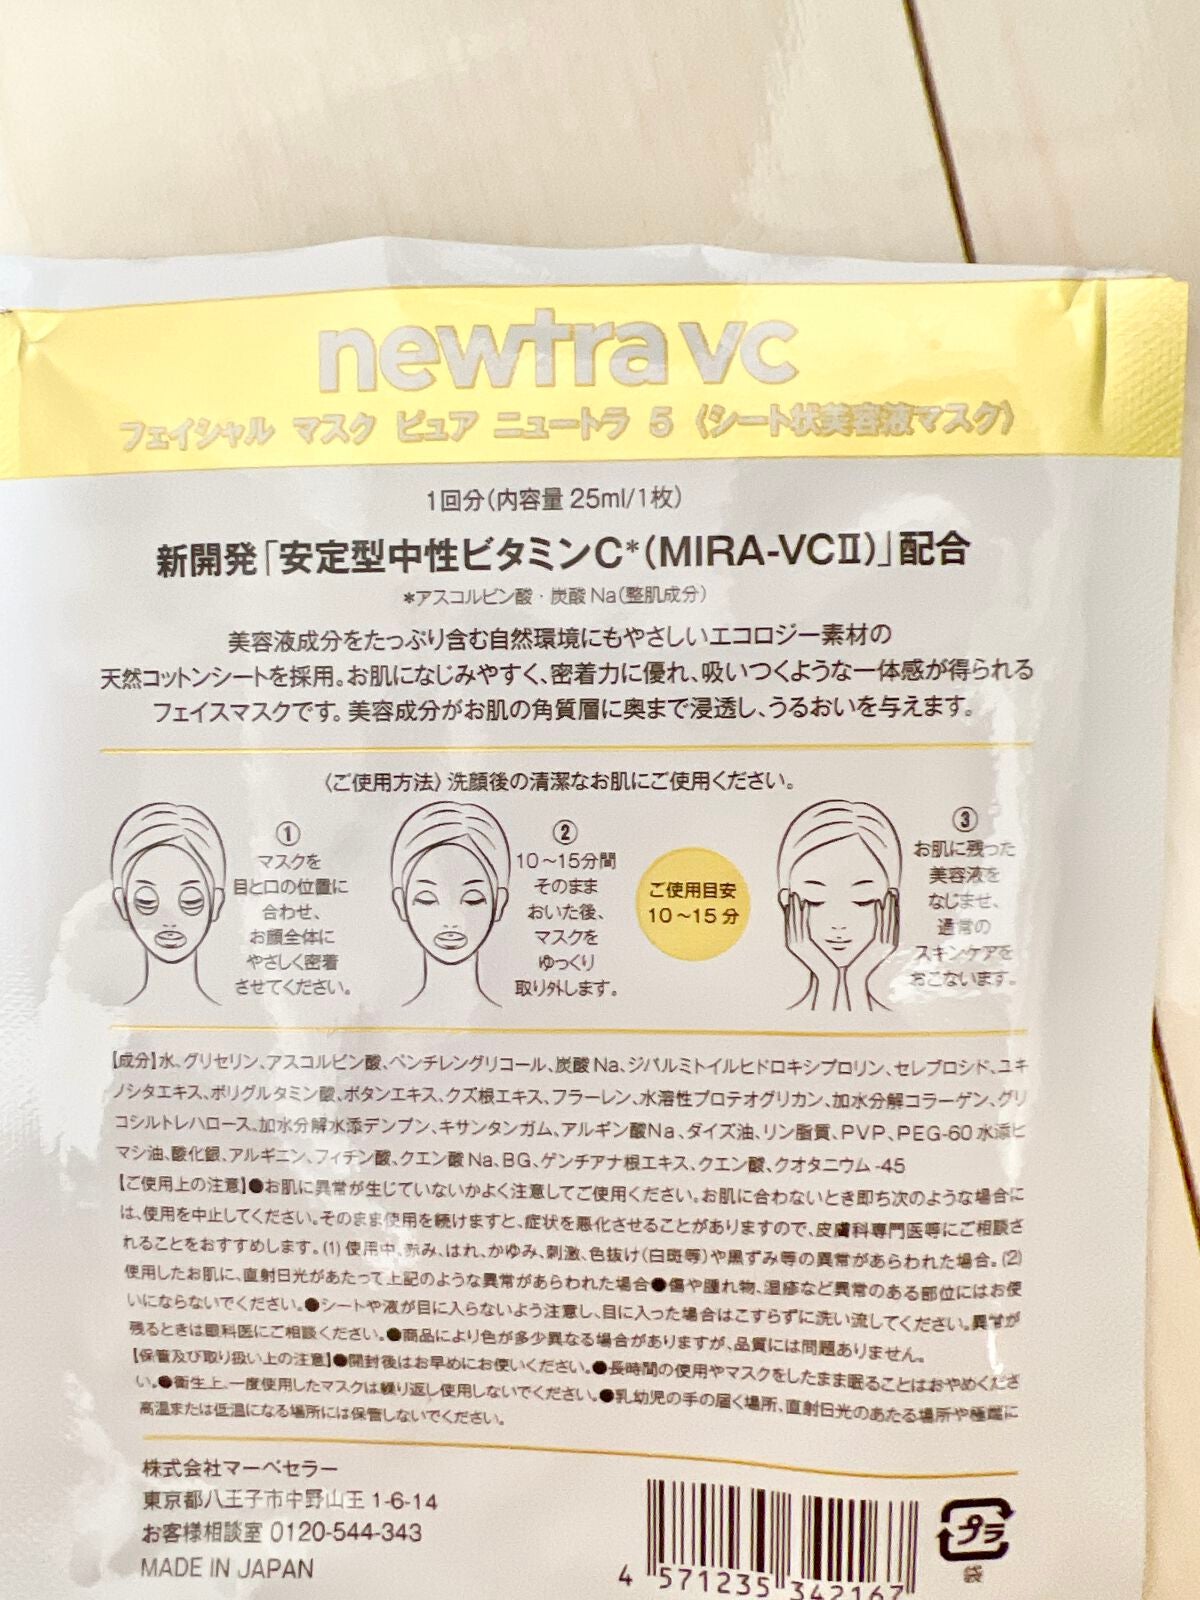 newtra vc
フェイシャル マスク ピュア ニュートラ 5 〈シート状美容液マスク〉
1回分(内容量 25ml/1枚)
新開発「安定型中性ビタミンC*(MIRA-VCⅡ)」配合
*アスコルビン酸・炭酸Na(整肌成分)
美容液成分をたっぷり含む自然環境にもやさしいエコロジー素材の
天然コットンシートを採用。お肌になじみやすく、密着力に優れ、吸いつくような一体感が得られる
フェイスマスクです。美容成分がお肌の角質層に奥まで浸透し、うるおいを与えます。
〈ご使用方法〉洗顔後の清潔なお肌にご使用ください。
①
マスクを
目と口の位置に
合わせ、
お顔全体に
やさしく密着
させてください。
②
10〜15分間
そのまま
おいた後、
マスクを
ゆっくり
取り外します。
ご使用目安
10〜15分
③
お肌に残った
美容液を
なじませ、
通常の
スキンケアを
おこないます。
【成分】水、グリセリン、アスコルビン酸、ペンチレングリコール、炭酸Na、ジパルミトイルヒドロキシプロリン、セレブロシド、ユキ
ノシタエキス、ポリグルタミン酸、ボタンエキス、クズ根エキス、フラーレン、水溶性プロテオグリカン、加水分解コラーゲン、グリ
コシルトレハロース、加水分解水添デンプン、キサンタンガム、アルギン酸Na、ダイズ油、リン脂質、PVP、PEG-60水添ヒ
マシ油、酸化銀、アルギニン、フィチン酸、クエン酸Na、BG、ゲンチアナ根エキス、クエン酸、クオタニウム-45
【ご使用上の注意】●お肌に異常が生じていないかよく注意してご使用ください。お肌に合わないとき即ち次のような場合に
は、使用を中止してください。そのまま使用を続けますと、症状を悪化させることがありますので、皮膚科専門医等にご相談さ
れることをおすすめします。(1)使用中、赤み、はれ、かゆみ、刺激、色抜け(白斑等)や黒ずみ等の異常があらわれた場合。(2)
使用したお肌に、直射日光があたって上記のような異常があらわれた場合●傷や腫れ物、湿疹など異常のある部位にはお使
いにならないでください。●シートや液が目に入らないよう注意し、目に入った場合はこすらずに洗い流してください。異常が
残るときは眼科医にご相談ください。●商品により色が多少異なる場合がありますが、品質には問題ありません。
【保管及び取り扱い上の注意】●開封後はお早めにお使いください。●長時間の使用やマスクをしたまま眠ることはおやめくださ
い。●衛生上、一度使用したマスクは繰り返し使用しないでください。●乳幼児の手の届く場所、直射日光のあたる場所や極端に
高温または低温になる場所には保管しないでください。
株式会社マーベセラー
東京都八王子市中野山王1-6-14
お客様相談室 0120-544-343
MADE IN JAPAN
4 571235 342167
プラ
袋